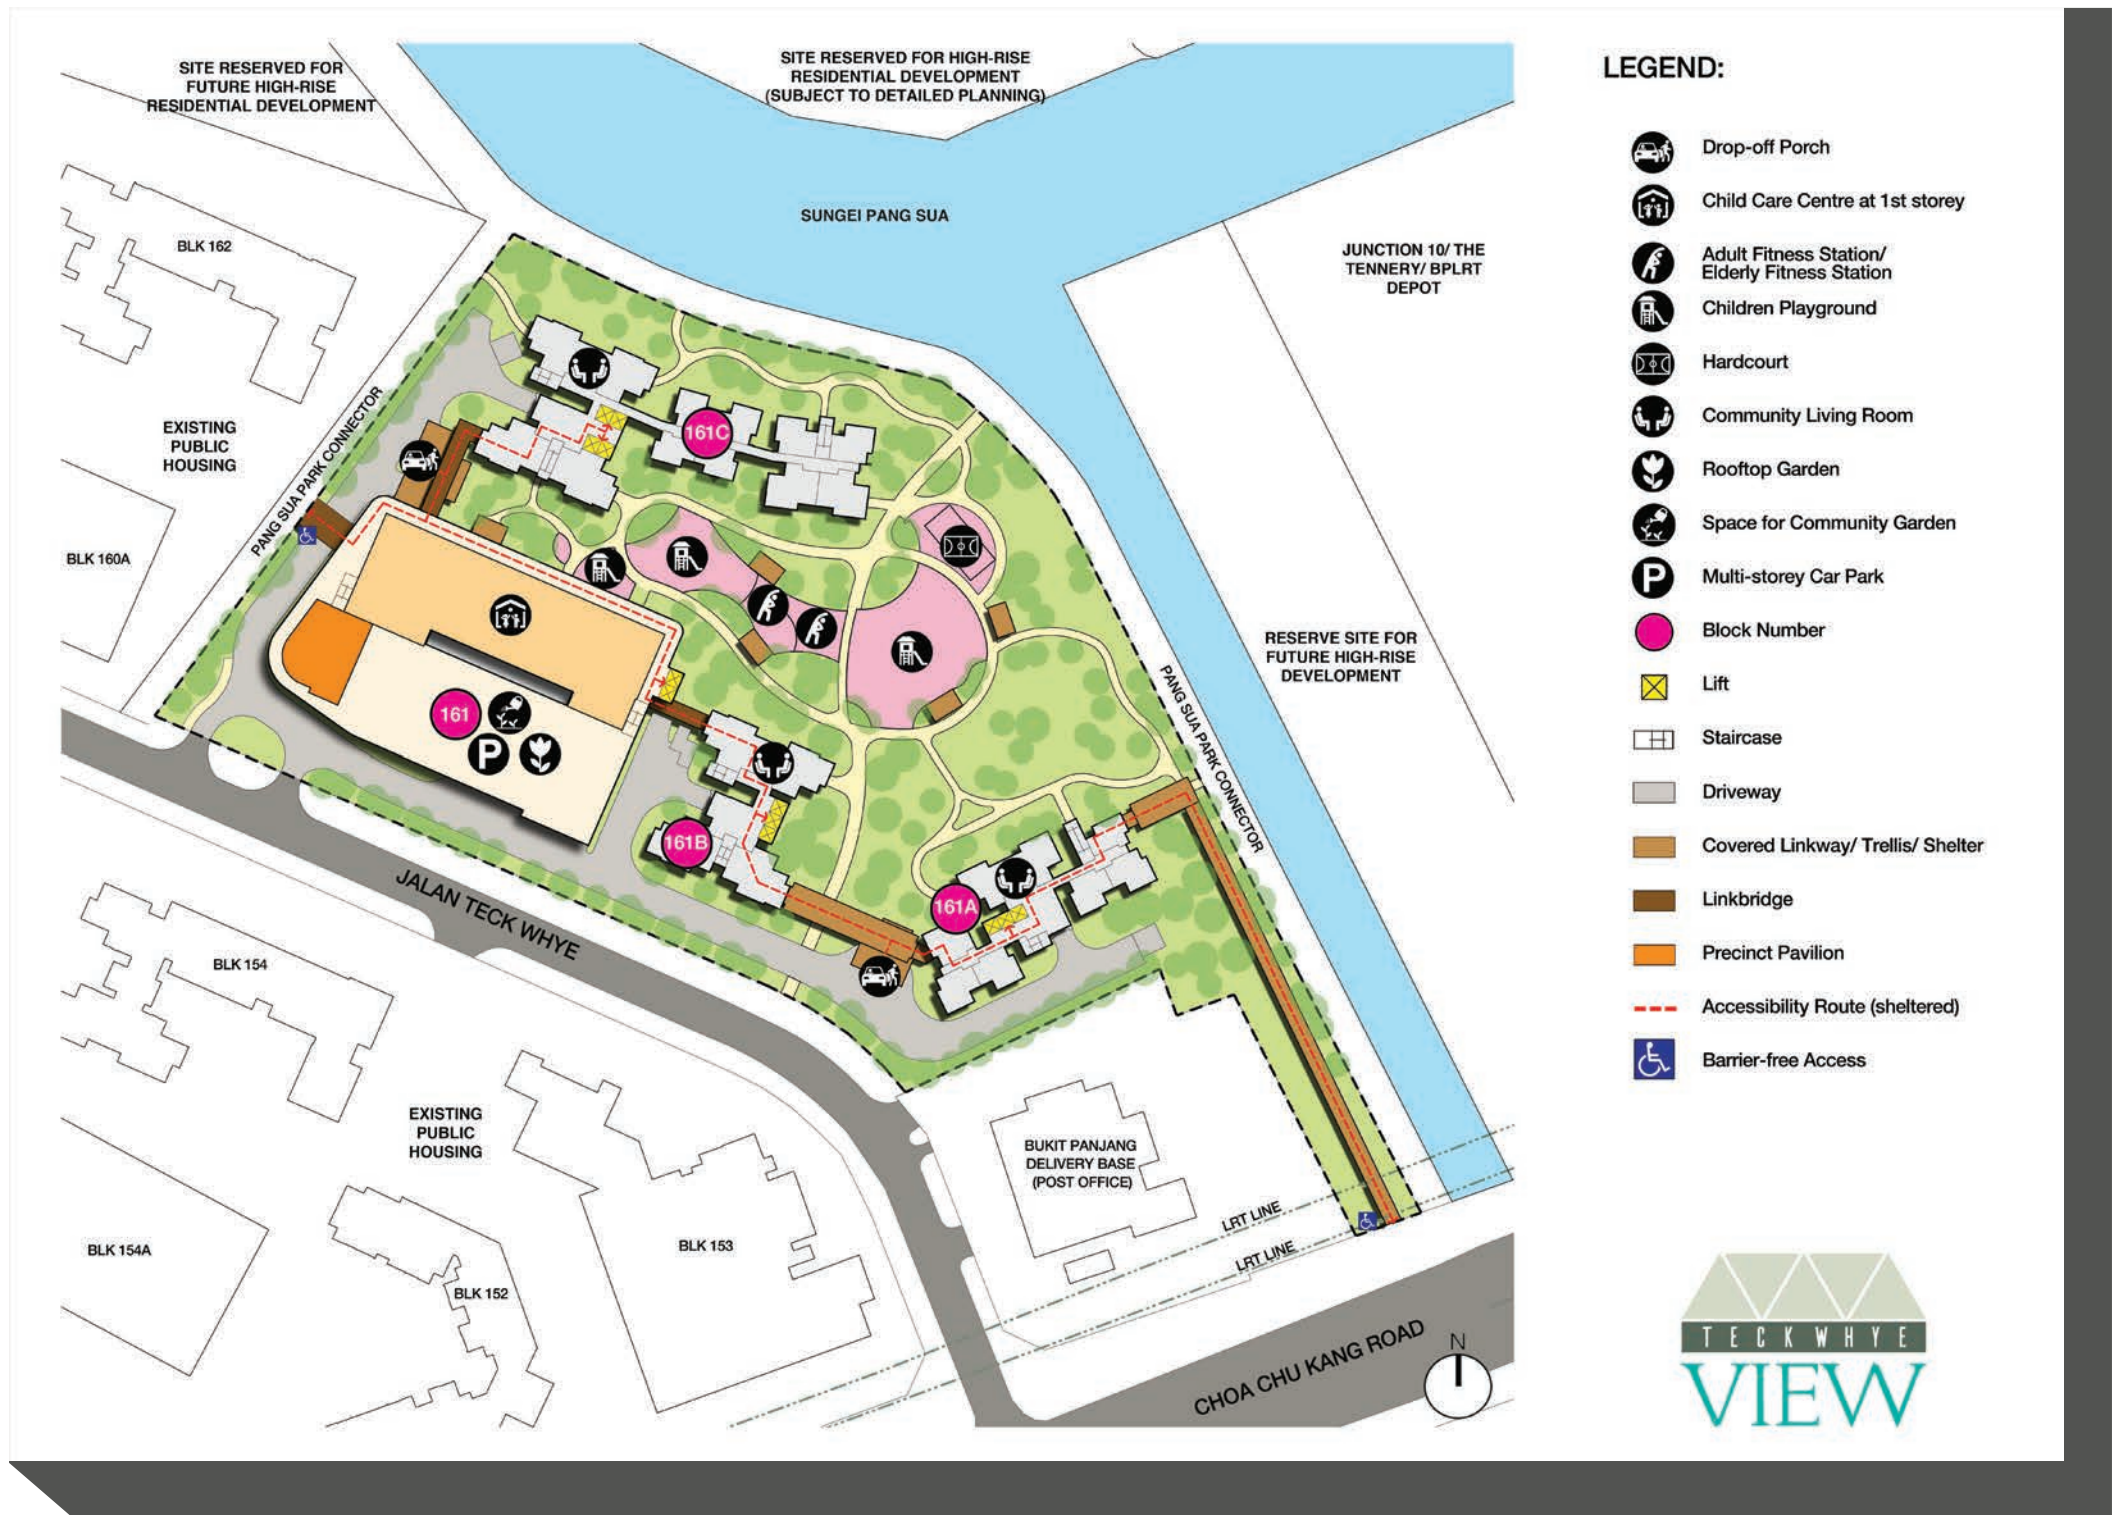 SITE RESERVED FOR
FUTURE HIGH-RISE
RESIDENTIAL DEVELOPMENT
SITE RESERVED FOR HIGH-RISE
RESIDENTIAL DEVELOPMENT
(SUBJECT TO DETAILED PLANNING)
SUNGEI PANG SUA
JUNCTION 10/ THE
TENNERY/ BPLRT
DEPOT
BLK 162
EXISTING
PUBLIC
HOUSING
PANG SUA PARK CONNECTOR
BLK 160A
161C
161
P
161B
161A
RESERVE SITE FOR
FUTURE HIGH-RISE
DEVELOPMENT
PANG SUA PARK CONNECTOR
JALAN TECK WHYE
BLK 154
EXISTING
PUBLIC
HOUSING
BLK 154A
BLK 152
BLK 153
BUKIT PANJANG
DELIVERY BASE
(POST OFFICE)
LRT LINE
LRT LINE
CHOA CHU KANG ROAD
N
LEGEND:
Drop-off Porch
Child Care Centre at 1st storey
Adult Fitness Station/
Elderly Fitness Station
Children Playground
Hardcourt
Community Living Room
Rooftop Garden
Space for Community Garden
P
Multi-storey Car Park
Block Number
Lift
Staircase
Driveway
Covered Linkway/ Trellis/ Shelter
Linkbridge
Precinct Pavilion
Accessibility Route (sheltered)
Barrier-free Access
TECK WHYE
VIEW